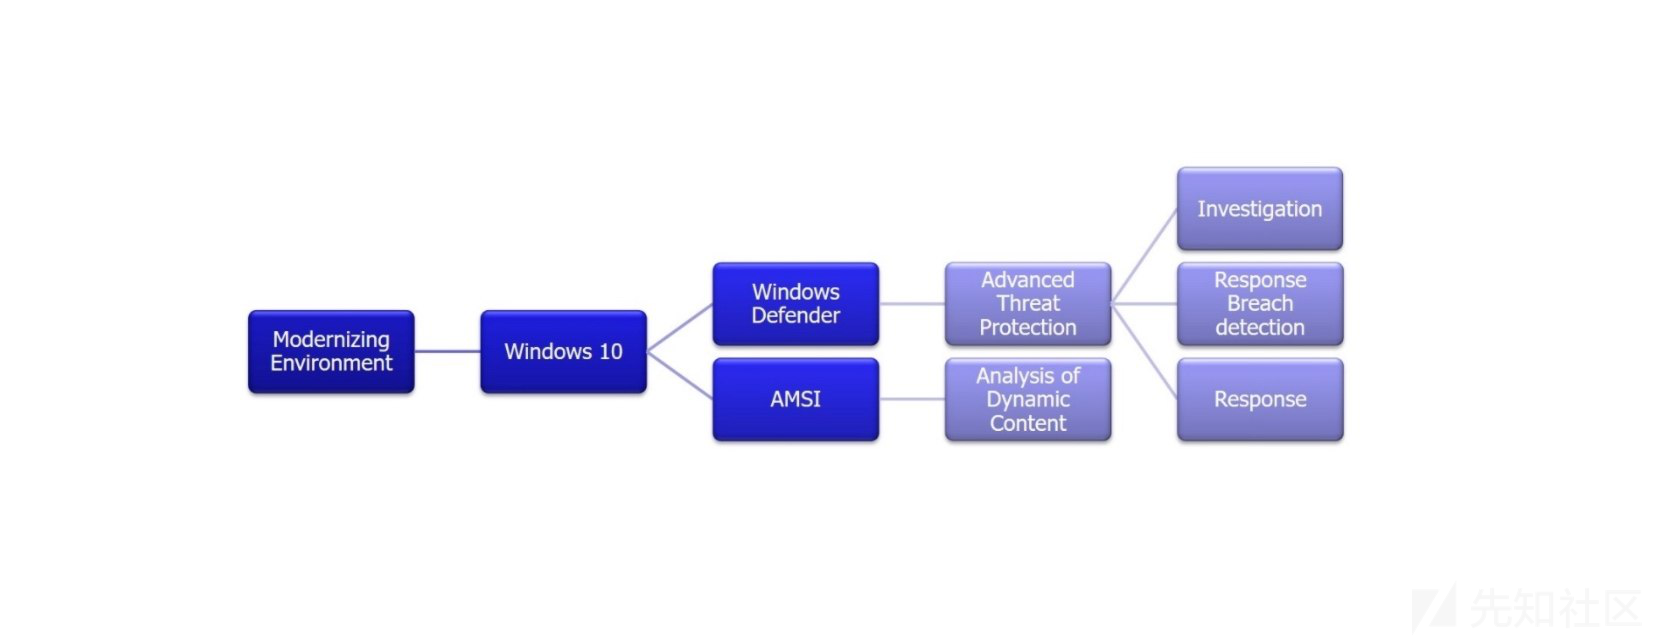 Modernizing
Environment
Windows 10
Windows
Defender
AMSI
Advanced
Threat
Protection
Analysis of
Dynamic
Content
Investigation
Response
Breach
detection
Response
先知社区